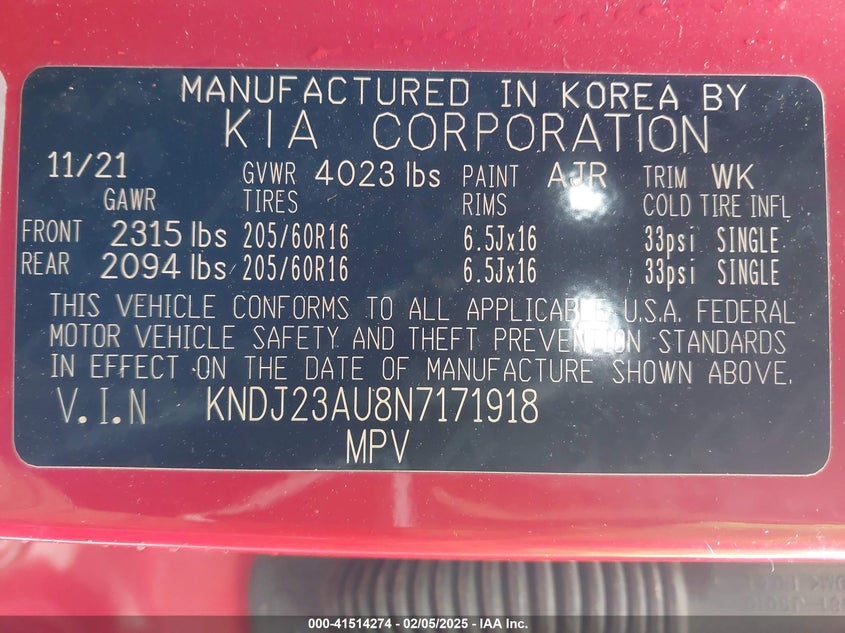 MANUFACTURED IN KOREA BY
KIA CORPORATION
11/21 GVWR 4023 lbs PAINT AJR TRIM WK
GAWR TIRES RIMS COLD TIRE INFL
FRONT 2315 lbs 205/60R16 6.5Jx16 33psi SINGLE
REAR 2094 lbs 205/60R16 6.5Jx16 33psi SINGLE
THIS VEHICLE CONFORMS TO ALL APPLICABLE U.S.A. FEDERAL
MOTOR VEHICLE SAFETY AND THEFT PREVENTION STANDARDS
IN EFFECT ON THE DATE OF MANUFACTURE SHOWN ABOVE.
V.I.N KNDJ23AU8N7171918
MPV
000-41514274 - 02/05/2025 - IAA Inc.